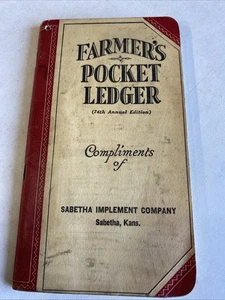 FARMER'S
POCKET
LEDGER
(74th Annual Edition)
Compliments
of
SABETHA IMPLEMENT COMPANY
Sabetha, Kans.